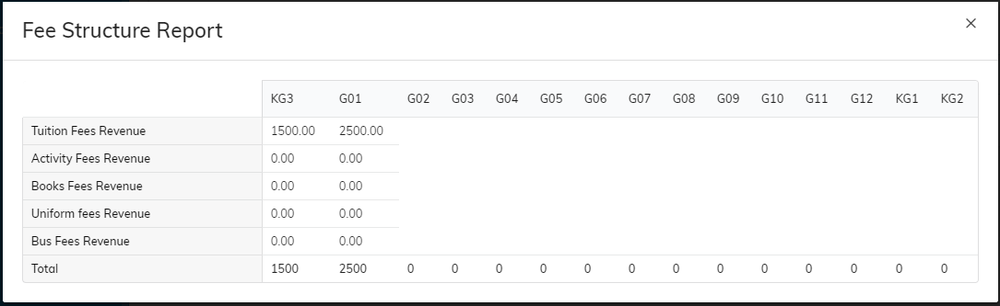 Fee Structure Report
KG3 G01 G02 G03 G04 G05 G06 G07 G08 G09 G10 G11 G12 KG1 KG2
Tuition Fees Revenue 1500.00 2500.00
Activity Fees Revenue 0.00 0.00
Books Fees Revenue 0.00 0.00
Uniform fees Revenue 0.00 0.00
Bus Fees Revenue 0.00 0.00
Total 1500 2500 0 0 0 0 0 0 0 0 0 0 0 0 0